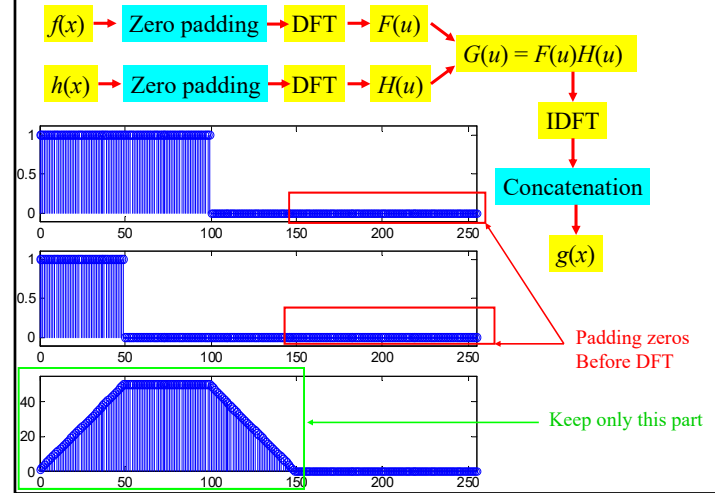 f(x) Zero padding DFT F(u)
G(u) = F(u)H(u)
h(x) Zero padding DFT H(u)
IDFT
Concatenation
g(x)
1
0.5
0
0 50 100 150 200 250
1
0.5
0
0 50 100 150 200 250
Padding zeros
Before DFT
40
20
0
0 50 100 150 200 250
Keep only this part